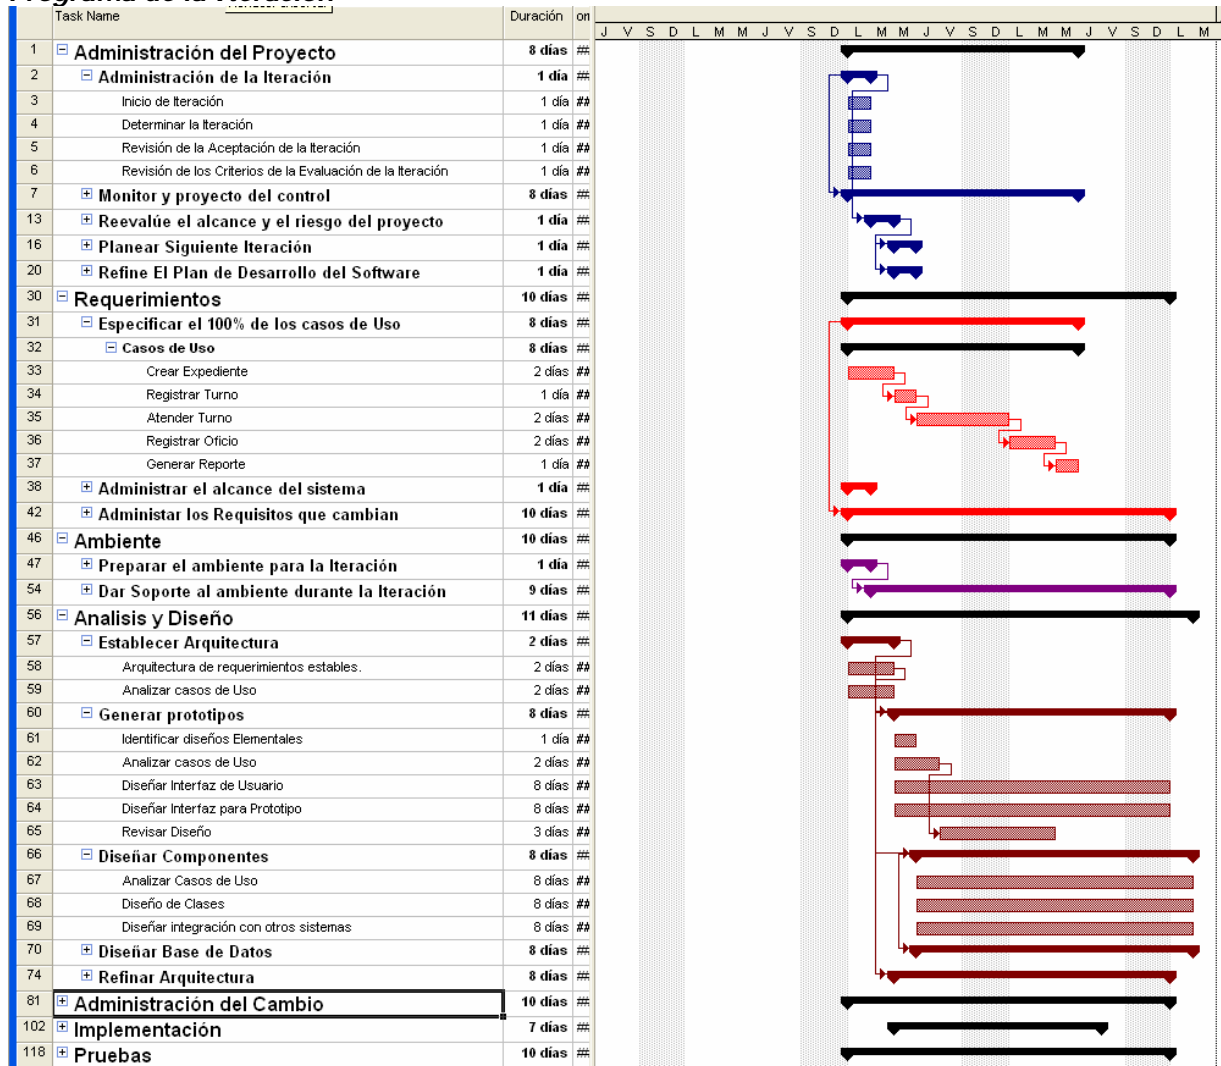 Programa de la Iteración
Task Name Duración
J V S D L M M J V S D L M M J V S D L M M J V S D L M
1 Administración del Proyecto 8 días ##
2 Administración de la Iteración 1 día ##
3 Inicio de Iteración 1 día ##
4 Determinar la Iteración 1 día ##
5 Revisión de la Aceptación de la Iteración 1 día ##
6 Revisión de los Criterios de la Evaluación de la Iteración 1 día ##
7 Monitor y proyecto del control 8 días ##
13 Reevalúe el alcance y el riesgo del proyecto 1 día ##
16 Planear Siguiente Iteración 1 día ##
20 Refine El Plan de Desarrollo del Software 1 día ##
30 Requerimientos 10 días ##
31 Especificar el 100% de los casos de Uso 8 días ##
32 Casos de Uso 8 días ##
33 Crear Expediente 2 días ##
34 Registrar Turno 1 día ##
35 Atender Turno 2 días ##
36 Registrar Oficio 2 días ##
37 Generar Reporte 1 día ##
38 Administrar el alcance del sistema 1 día ##
42 Administar los Requisitos que cambian 10 días ##
46 Ambiente 10 días ##
47 Preparar el ambiente para la Iteración 1 día ##
54 Dar Soporte al ambiente durante la Iteración 9 días ##
56 Analisis y Diseño 11 días ##
57 Establecer Arquitectura 2 días ##
58 Arquitectura de requerimientos estables. 2 días ##
59 Analizar casos de Uso 2 días ##
60 Generar prototipos 8 días ##
61 Identificar diseños Elementales 1 día ##
62 Analizar casos de Uso 2 días ##
63 Diseñar Interfaz de Usuario 8 días ##
64 Diseñar Interfaz para Prototipo 8 días ##
65 Revisar Diseño 3 días ##
66 Diseñar Componentes 8 días ##
67 Analizar Casos de Uso 8 días ##
68 Diseño de Clases 8 días ##
69 Diseñar integración con otros sistemas 8 días ##
70 Diseñar Base de Datos 8 días ##
74 Refinar Arquitectura 8 días ##
81 Administración del Cambio 10 días ##
102 Implementación 7 días ##
118 Pruebas 10 días ##